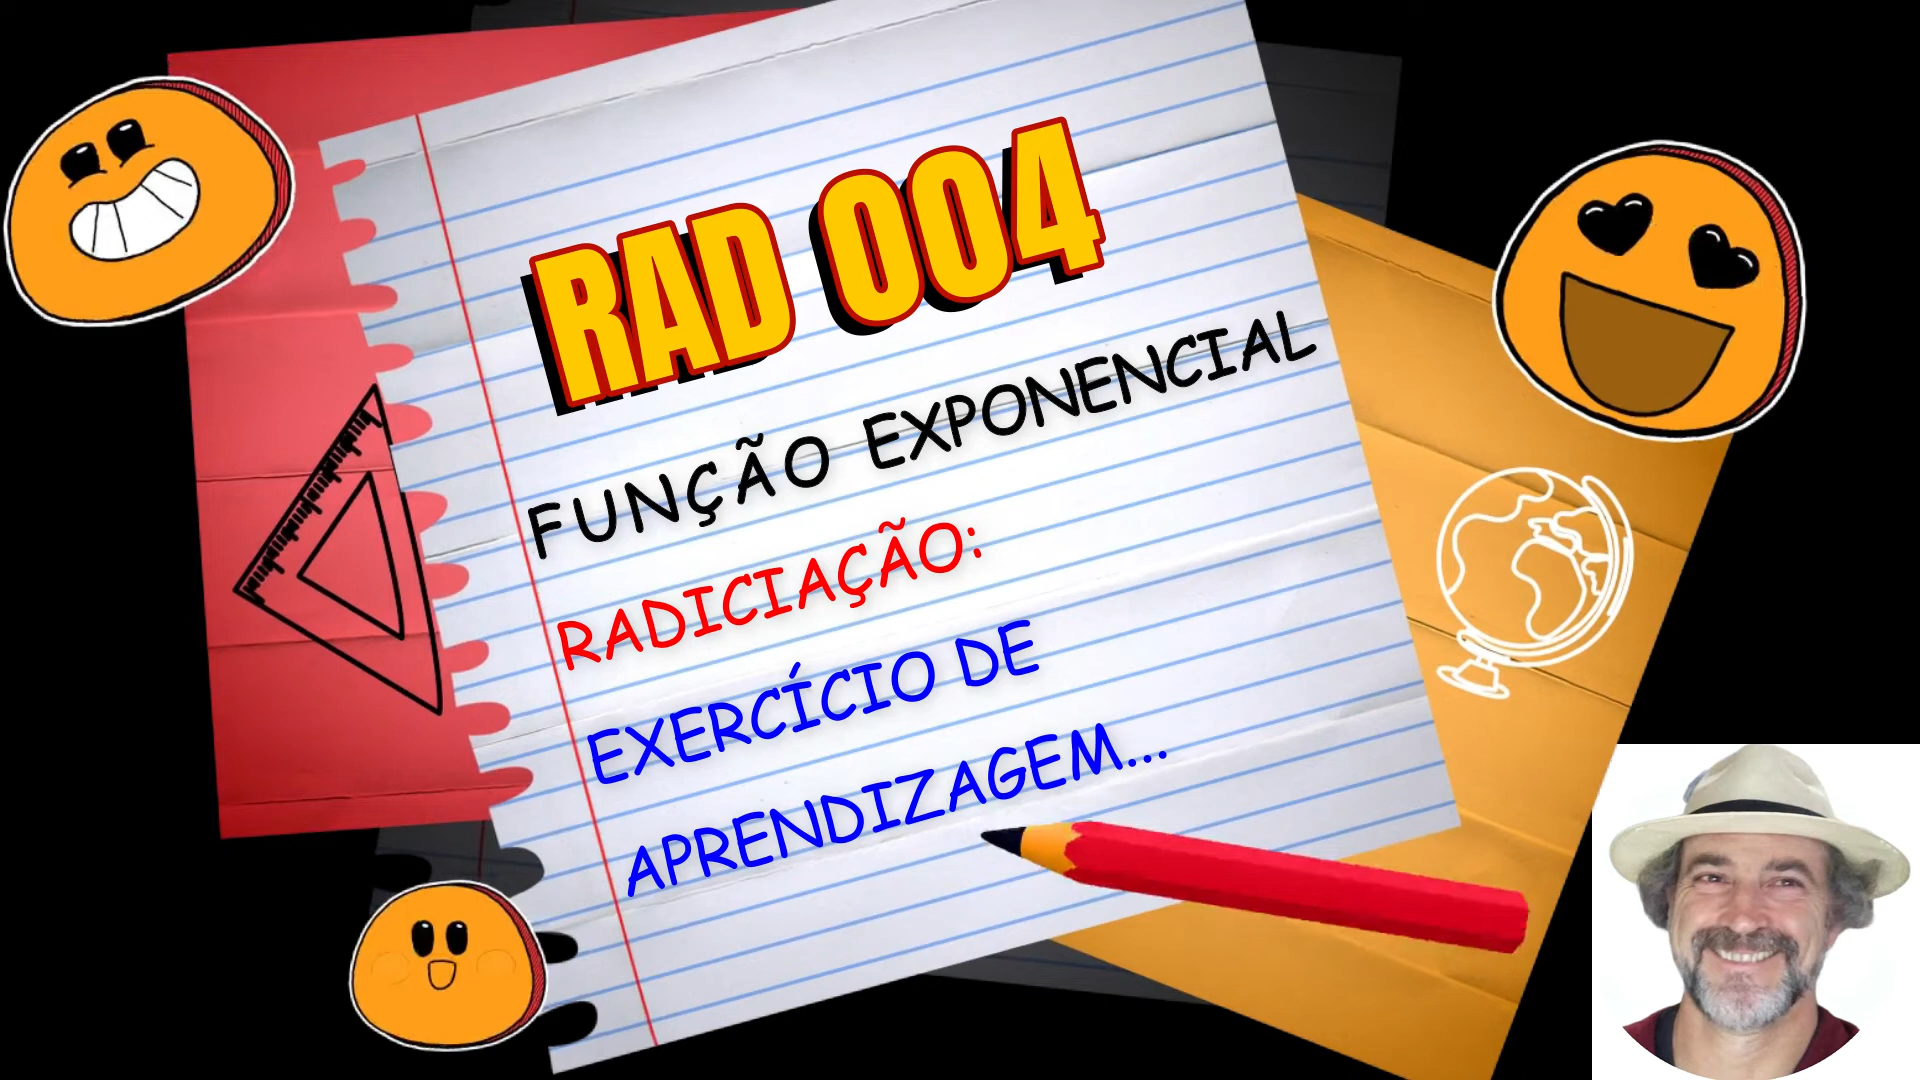 RAD 004
FUNÇÃO EXPONENCIAL
RADICIAÇÃO:
EXERCÍCIO DE
APRENDIZAGEM...